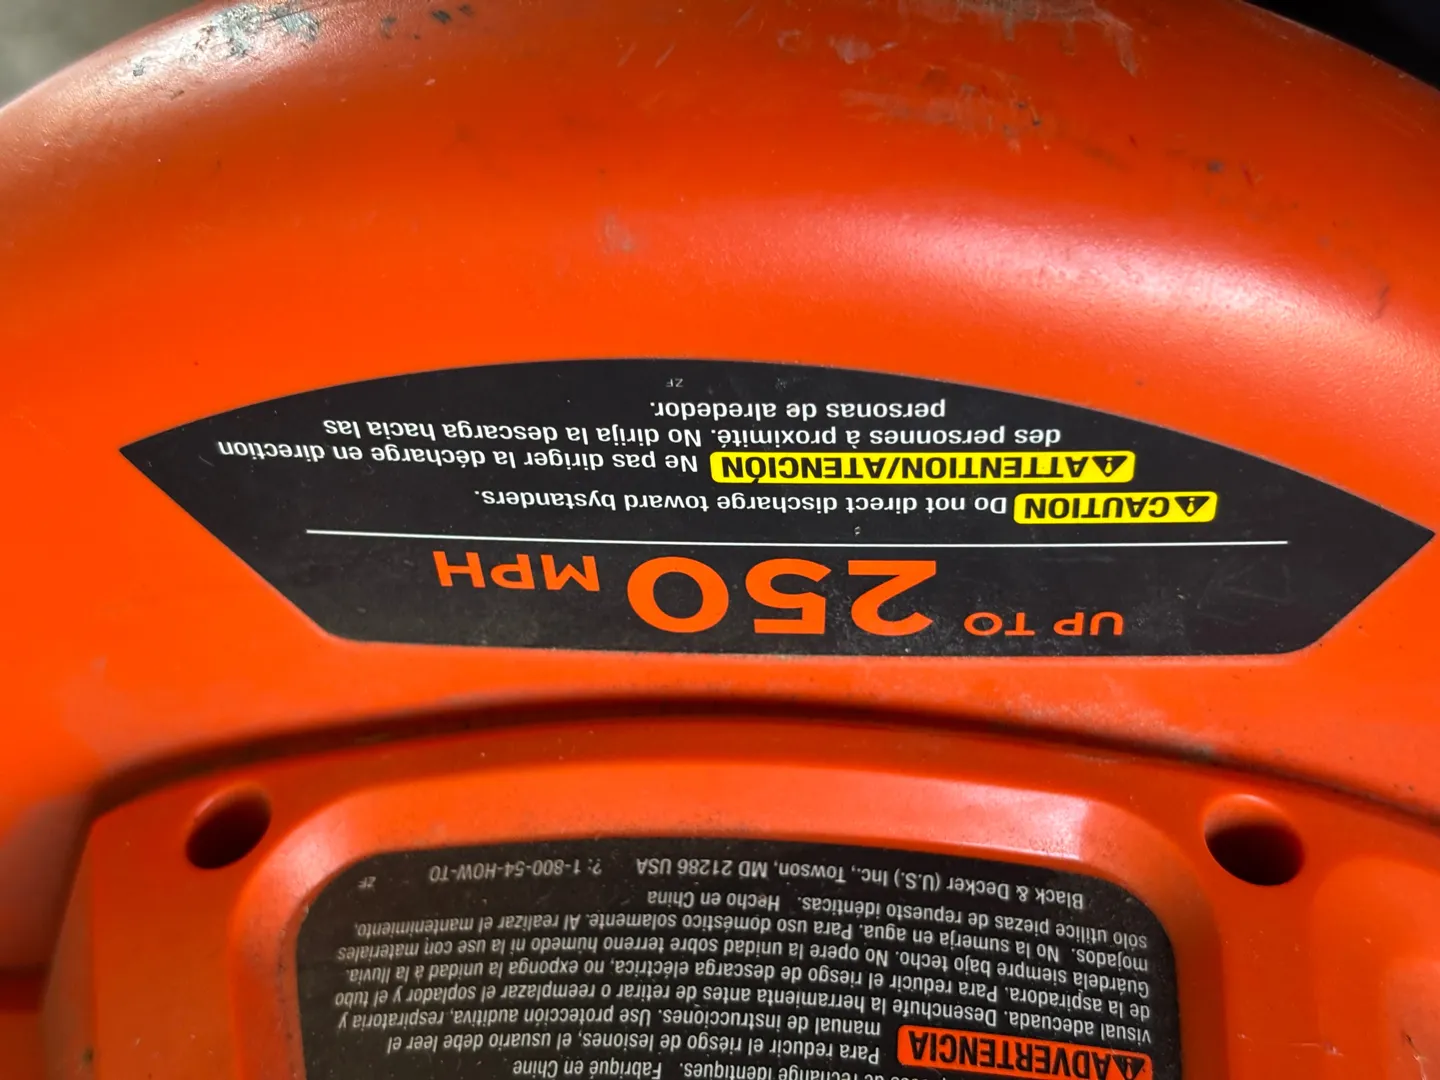 UP TO 250 MPH
⚠CAUTION Do not direct discharge toward bystanders.
⚠ATTENTION/ATENCIÓN Ne pas diriger la décharge en direction
des personnes à proximité. No dirija la descarga hacia las
personas de alrededor.
ZF
identiques. Fabriqué en Chine
⚠ADVERTENCIA Para reducir el riesgo de lesiones, el usuario debe leer el
manual de instrucciones. Use protección auditiva, respiratoria y
visual adecuada. Desenchufe la herramienta antes de retirar o reemplazar el soplador y el tubo
de la aspiradora. Para reducir el riesgo de descarga eléctrica, no exponga la unidad à la lluvia.
Guárdela siempre bajo techo. No opere la unidad sobre terreno húmedo ni la use con materiales
mojados. No la sumerja en agua. Para uso doméstico solamente. Al realizar el mantenimiento,
sólo utilice piezas de repuesto idénticas. Hecho en China
Black & Decker (U.S.) Inc., Towson, MD 21286 USA ?: 1-800-54-HOW-TO
ZF